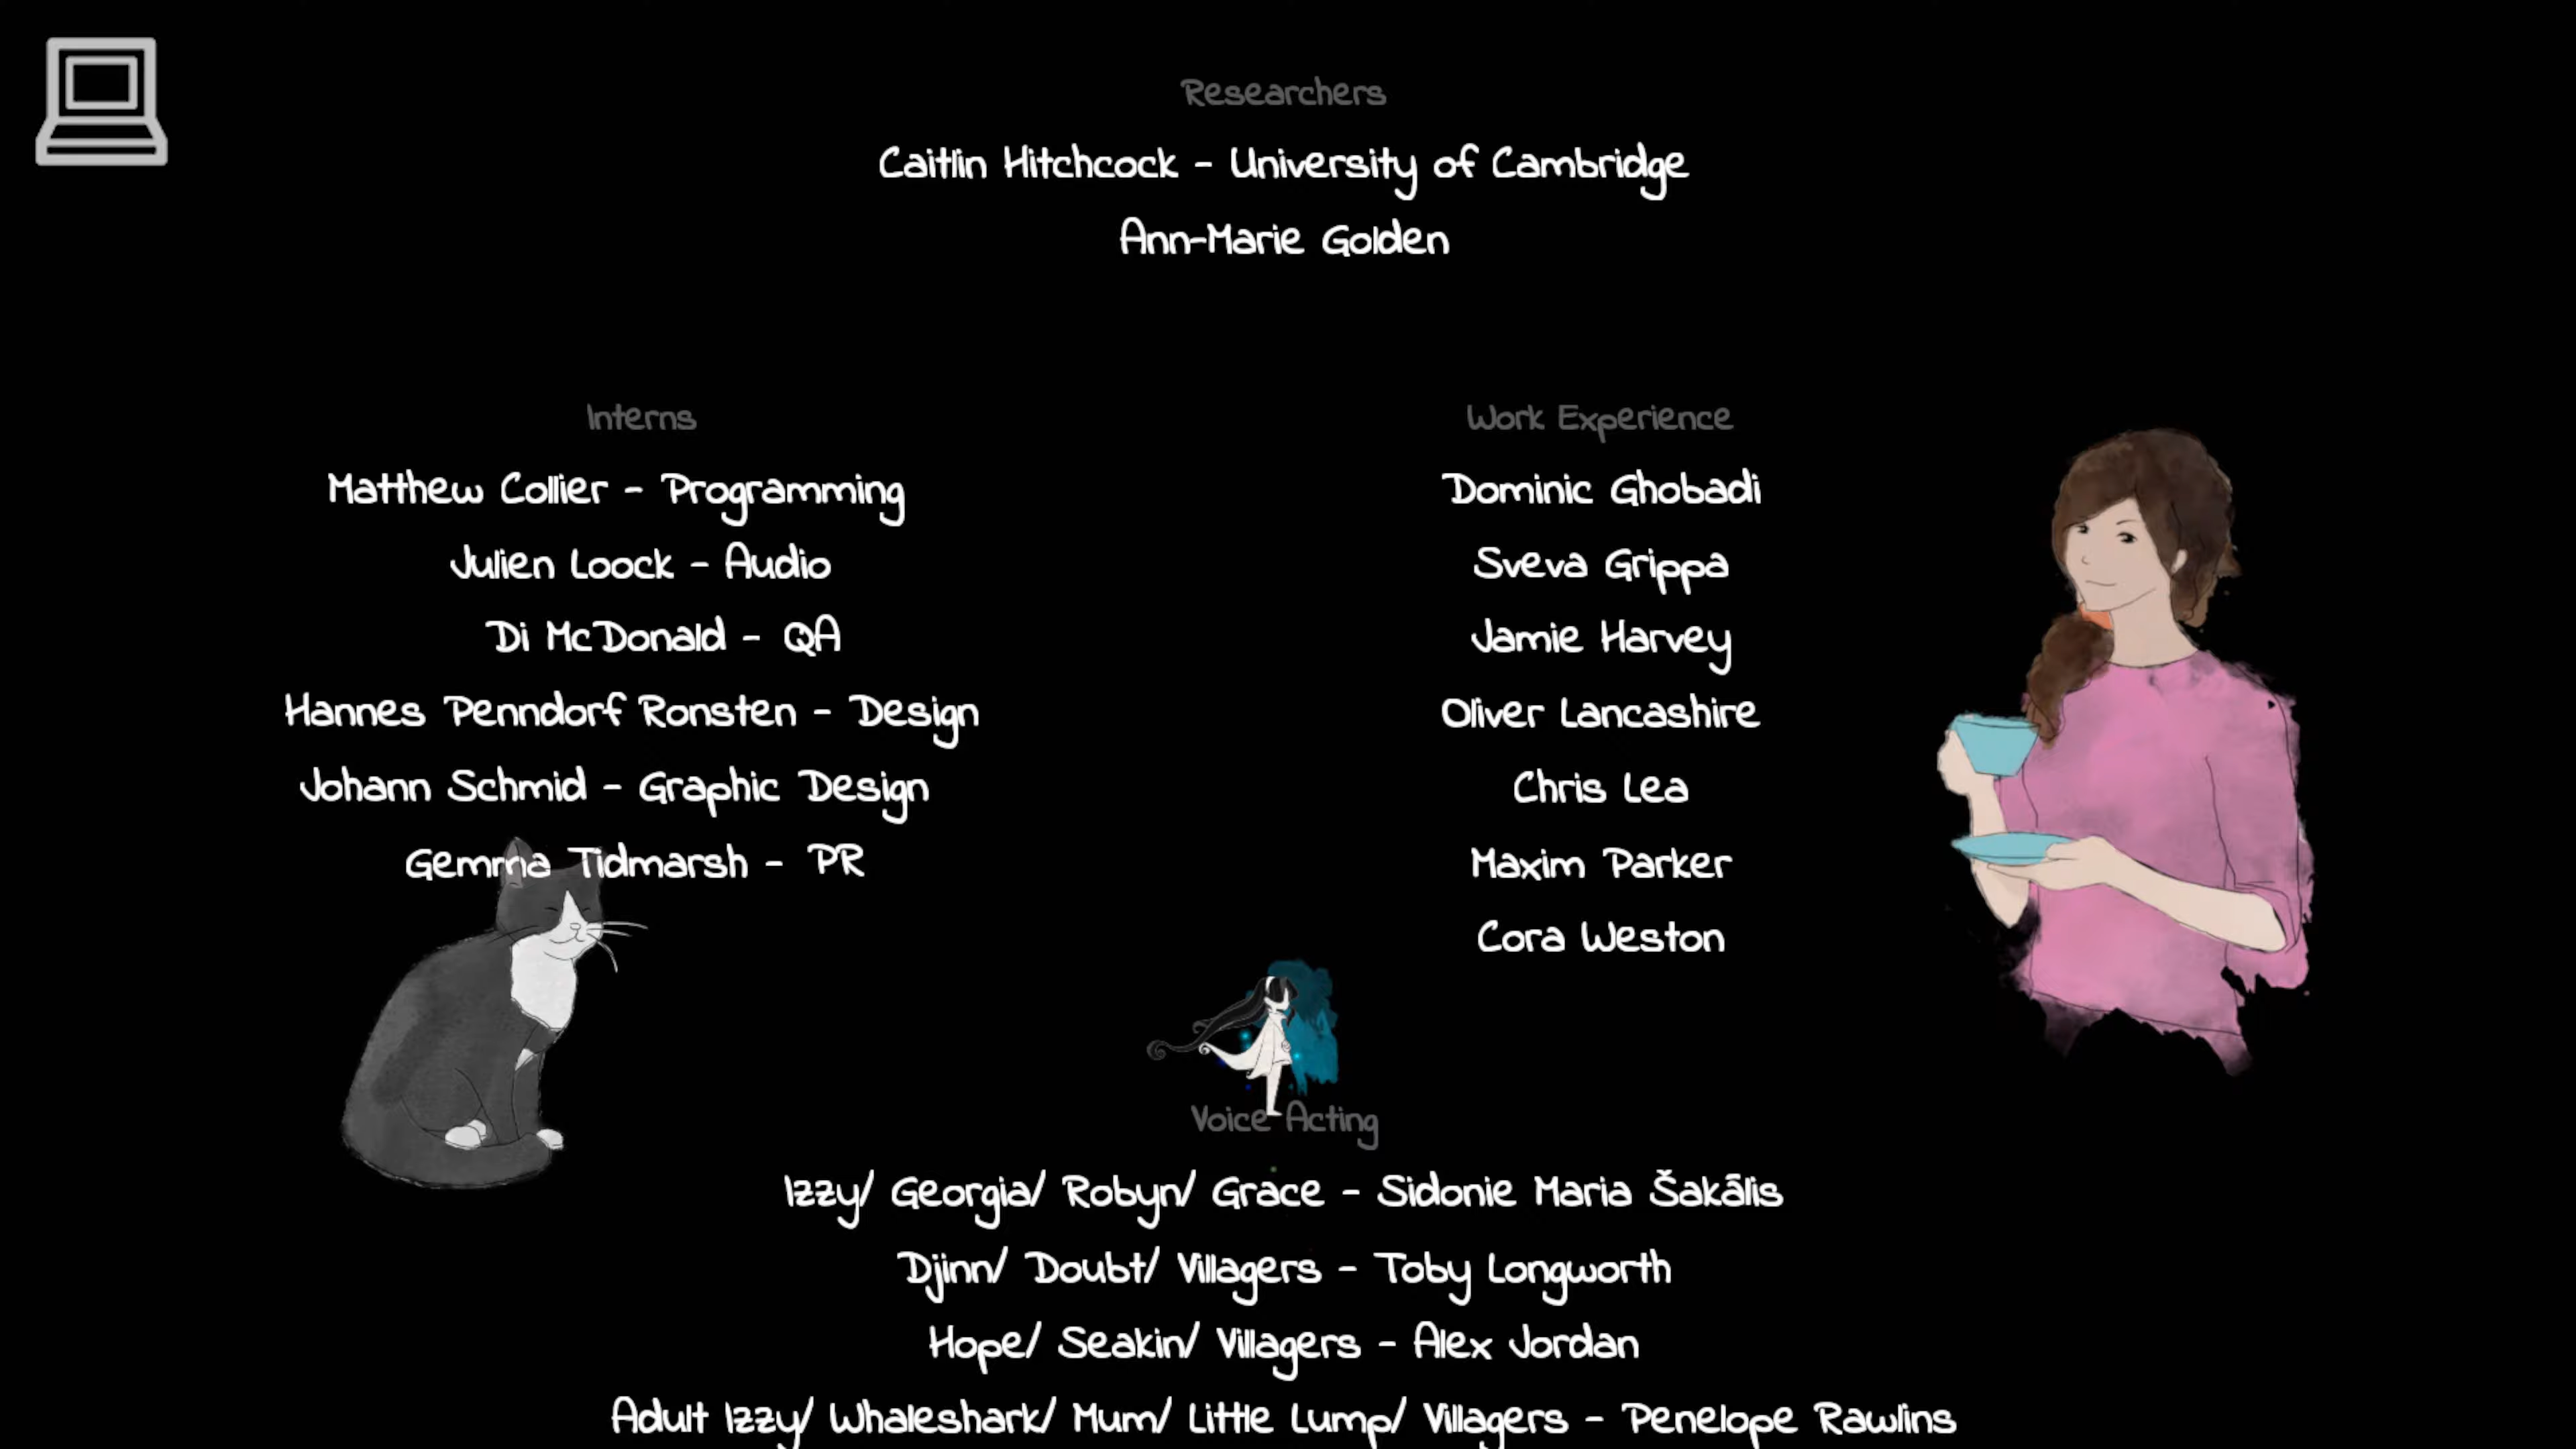 Researchers
Caitlin Hitchcock - University of Cambridge
Ann-Marie Golden
Interns
Matthew Collier - Programming
Julien Loock - Audio
Di McDonald - QA
Hannes Penndorf Ronsten - Design
Johann Schmid - Graphic Design
Gemma Tidmarsh - PR
Work Experience
Dominic Ghobadi
Sveva Grippa
Jamie Harvey
Oliver Lancashire
Chris Lea
Maxim Parker
Cora Weston
Voice Acting
Izzy/ Georgia/ Robyn/ Grace - Sidonie Maria Šakālis
Djinn/ Doubt/ Villagers - Toby Longworth
Hope/ Seakin/ Villagers - Alex Jordan
Adult Izzy/ Whaleshark/ Mum/ Little Lump/ Villagers - Penelope Rawlins